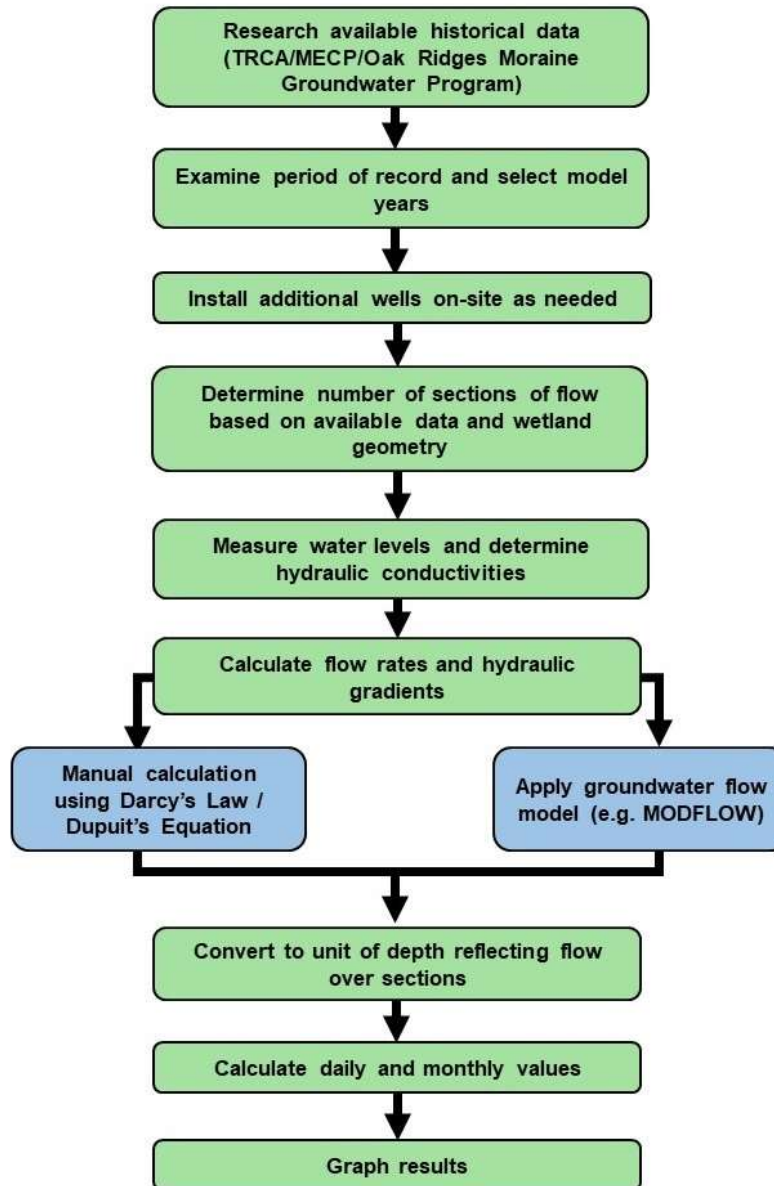 Research available historical data
(TRCA/MECP/Oak Ridges Moraine
Groundwater Program)
Examine period of record and select model
years
Install additional wells on-site as needed
Determine number of sections of flow
based on available data and wetland
geometry
Measure water levels and determine
hydraulic conductivities
Calculate flow rates and hydraulic
gradients
Manual calculation
using Darcy's Law /
Dupuit's Equation
Apply groundwater flow
model (e.g. MODFLOW)
Convert to unit of depth reflecting flow
over sections
Calculate daily and monthly values
Graph results